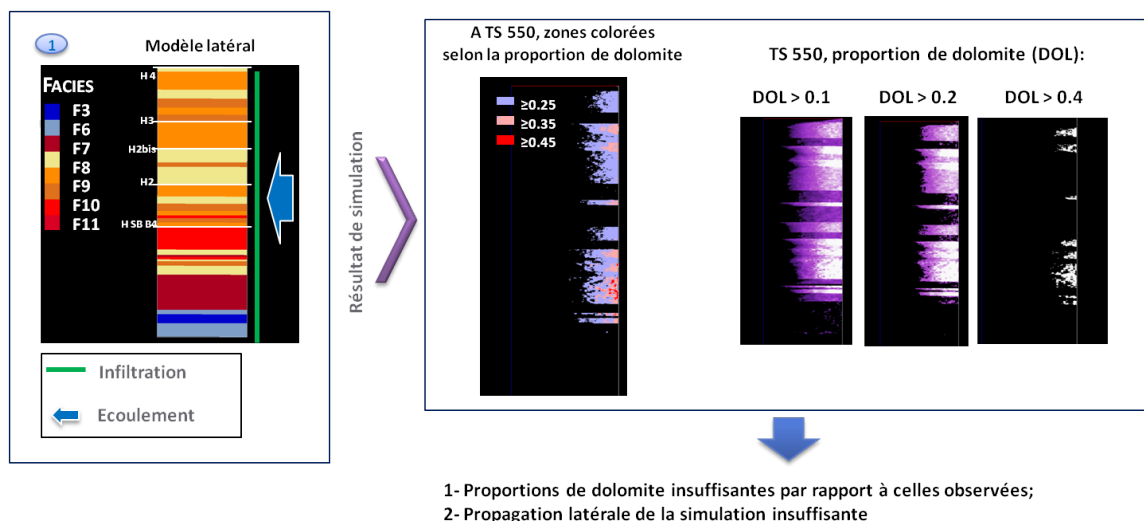 1
Modèle latéral
FACIES
F3
F6
F7
F8
F9
F10
F11
H 4
H3
H2bis
H2
H SB B4
Infiltration
Ecoulement
Résultat de simulation
A TS 550, zones colorées
selon la proportion de dolomite
≥0.25
≥0.35
≥0.45
TS 550, proportion de dolomite (DOL):
DOL > 0.1
DOL > 0.2
DOL > 0.4
1- Proportions de dolomite insuffisantes par rapport à celles observées;
2- Propagation latérale de la simulation insuffisante